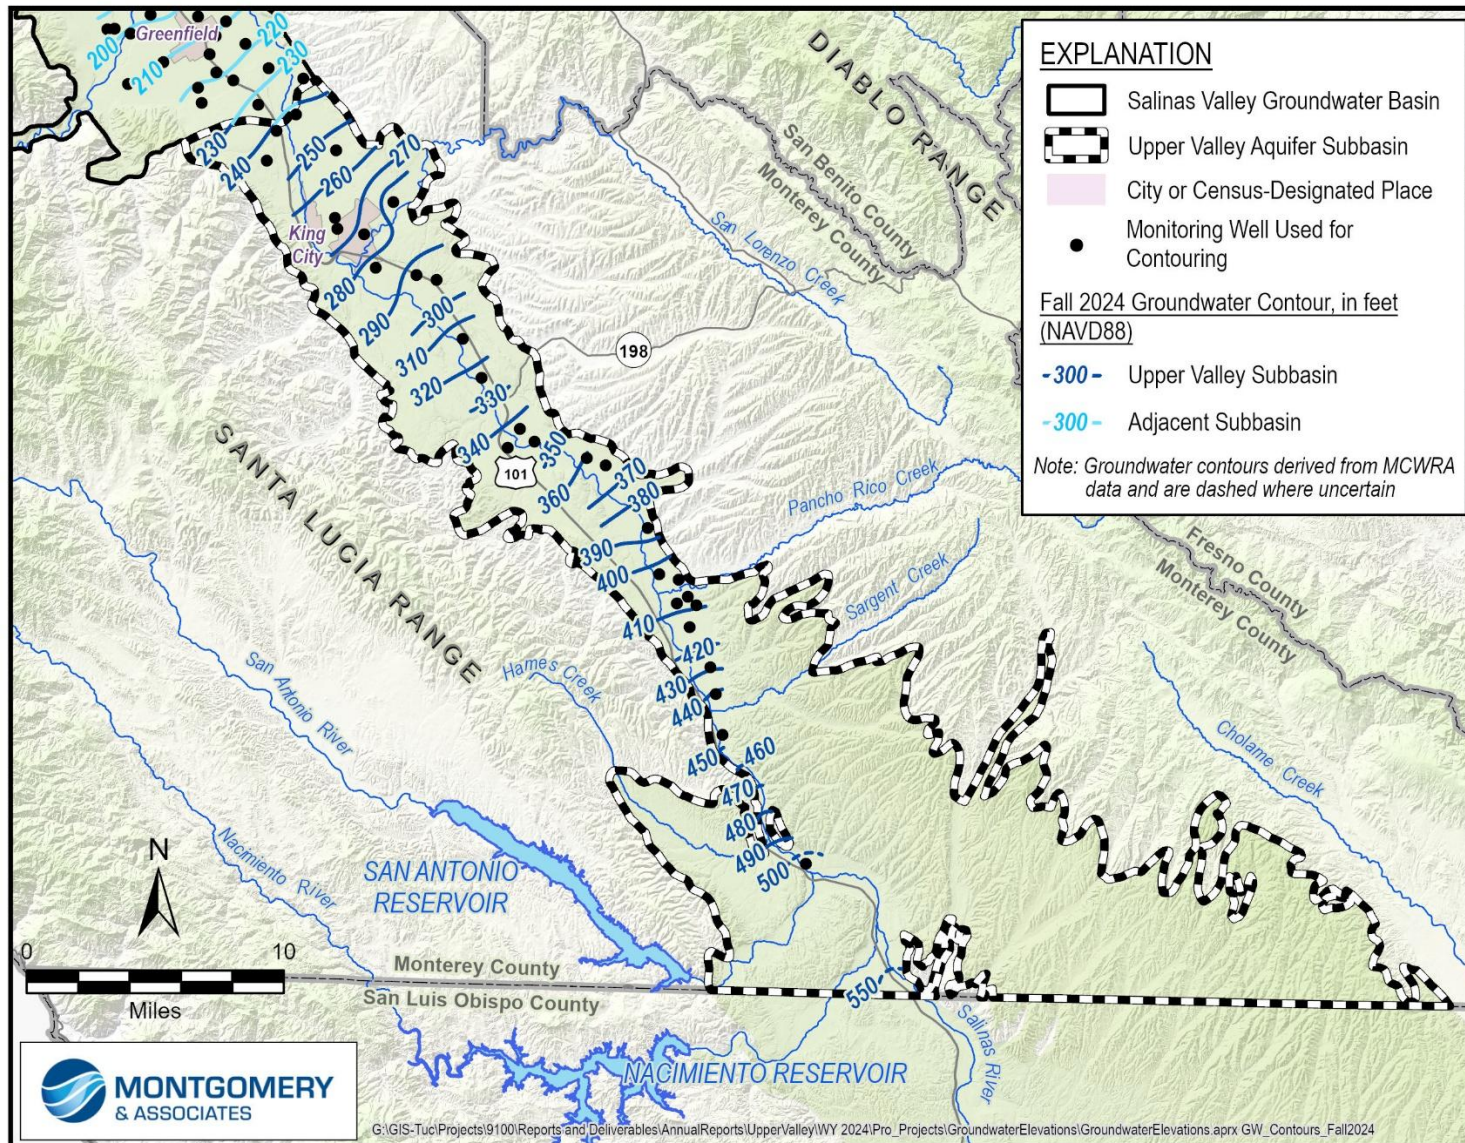 EXPLANATION
Salinas Valley Groundwater Basin
Upper Valley Aquifer Subbasin
City or Census-Designated Place
Monitoring Well Used for
Contouring
Fall 2024 Groundwater Contour, in feet
(NAVD88)
-300- Upper Valley Subbasin
-300- Adjacent Subbasin
Note: Groundwater contours derived from MCWRA
data and are dashed where uncertain
Greenfield
200
210
220
230
DIABLO RANGE
San Benito County
Monterey County
230
240
250
260
270
King
City
280
290
-300-
310
320
-330-
340
350
360
370
380
390
400
410
-420-
430
440
450
460
470
480
490
500
550
198
101
San Lorenzo Creek
SANTA LUCIA RANGE
Pancho Rico Creek
Sargent Creek
Fresno County
Monterey County
Hames Creek
San Antonio River
Cholame Creek
Nacimiento River
SAN ANTONIO
RESERVOIR
N
0 10
Miles
Monterey County
San Luis Obispo County
Salinas River
NACIMIENTO RESERVOIR
MONTGOMERY
& ASSOCIATES
G:\GIS-Tuc\Projects\9100\Reports and Deliverables\AnnualReports\UpperValley\WY 2024\Pro_Projects\GroundwaterElevations\GroundwaterElevations.aprx GW_Contours_Fall2024